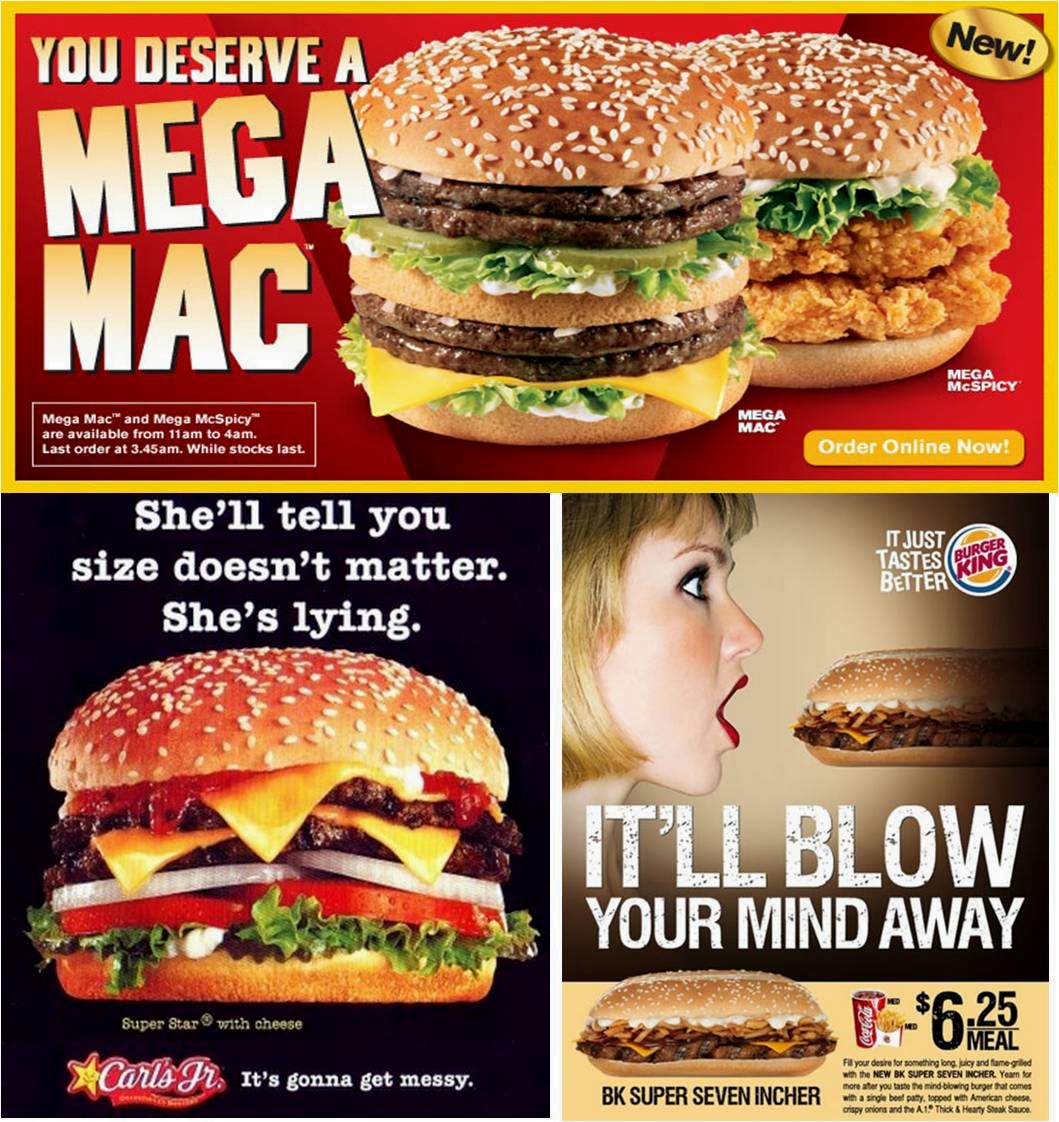 YOU DESERVE A
MEGA
MAC™
New!
MEGA
McSPICY
MEGA
MAC
Mega Mac™ and Mega McSpicy™
are available from 11am to 4am.
Last order at 3.45am. While stocks last.
Order Online Now!
She'll tell you
size doesn't matter.
She's lying.
Super Star® with cheese
Carl's Jr.
It's gonna get messy.
IT JUST
TASTES
BETTER
BURGER
KING
IT'LL BLOW
YOUR MIND AWAY
Coca-Cola
MED
MED
$6.25
MEAL
BK SUPER SEVEN INCHER
Fill your desire for something long, juicy and flame-grilled
with the NEW BK SUPER SEVEN INCHER. Yearn for
more after you taste the mind-blowing burger that comes
with a single beef patty, topped with American cheese,
crispy onions and the A.1.® Thick & Hearty Steak Sauce.